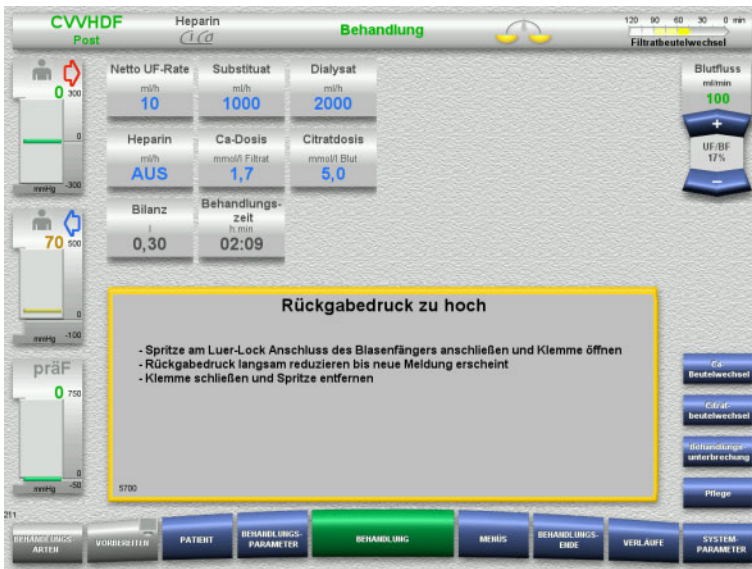 CVVHDF
Post
Heparin
CiCa
Behandlung
120 90 60 30 0 min
Filtratbeutelwechsel
0 300
0
mmHg -300
70 500
0
mmHg -100
präF
0 750
0
mmHg -50
Netto UF-Rate
ml/h
10
Substituat
ml/h
1000
Dialysat
ml/h
2000
Heparin
ml/h
AUS
Ca-Dosis
mmol/l Filtrat
1,7
Citratdosis
mmol/l Blut
5,0
Bilanz
l
0,30
Behandlungs-
zeit
h:min
02:09
Blutfluss
ml/min
100
+
UF/BF
17%
−
Rückgabedruck zu hoch
- Spritze am Luer-Lock Anschluss des Blasenfängers anschließen und Klemme öffnen
- Rückgabedruck langsam reduzieren bis neue Meldung erscheint
- Klemme schließen und Spritze entfernen
5700
Ca-
Beutelwechsel
Citrat-
beutelwechsel
Behandlungs-
unterbrechung
Pflege
211
BEHANDLUNGS-
ARTEN
VORBEREITEN
PATIENT
BEHANDLUNGS-
PARAMETER
BEHANDLUNG
MENÜS
BEHANDLUNGS-
ENDE
VERLÄUFE
SYSTEM-
PARAMETER